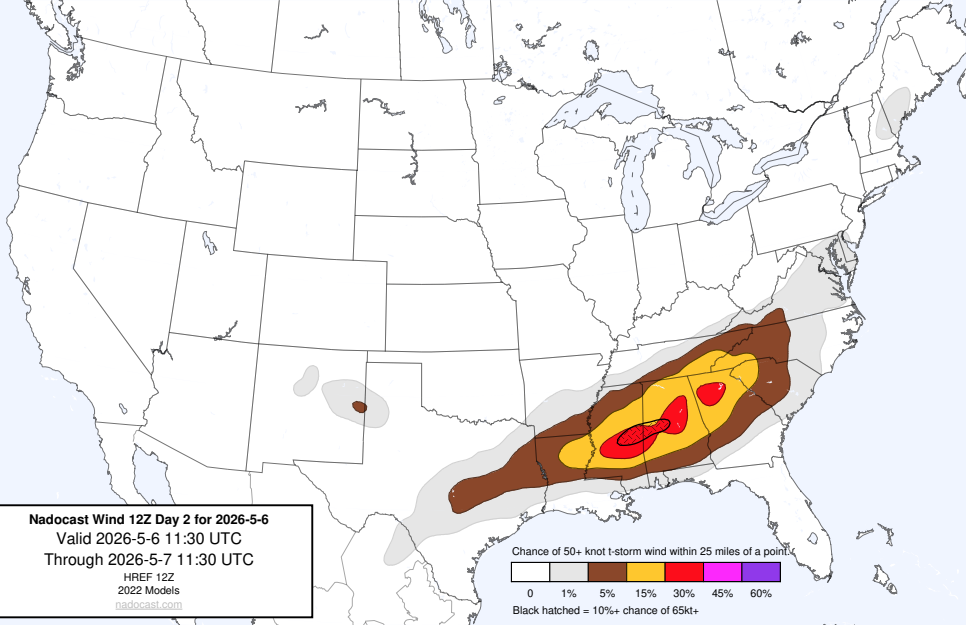 Nadocast Wind 12Z Day 2 for 2026-5-6
Valid 2026-5-6 11:30 UTC
Through 2026-5-7 11:30 UTC
HREF 12Z
2022 Models
nadocast.com
Chance of 50+ knot t-storm wind within 25 miles of a point.
0 1% 5% 15% 30% 45% 60%
Black hatched = 10%+ chance of 65kt+